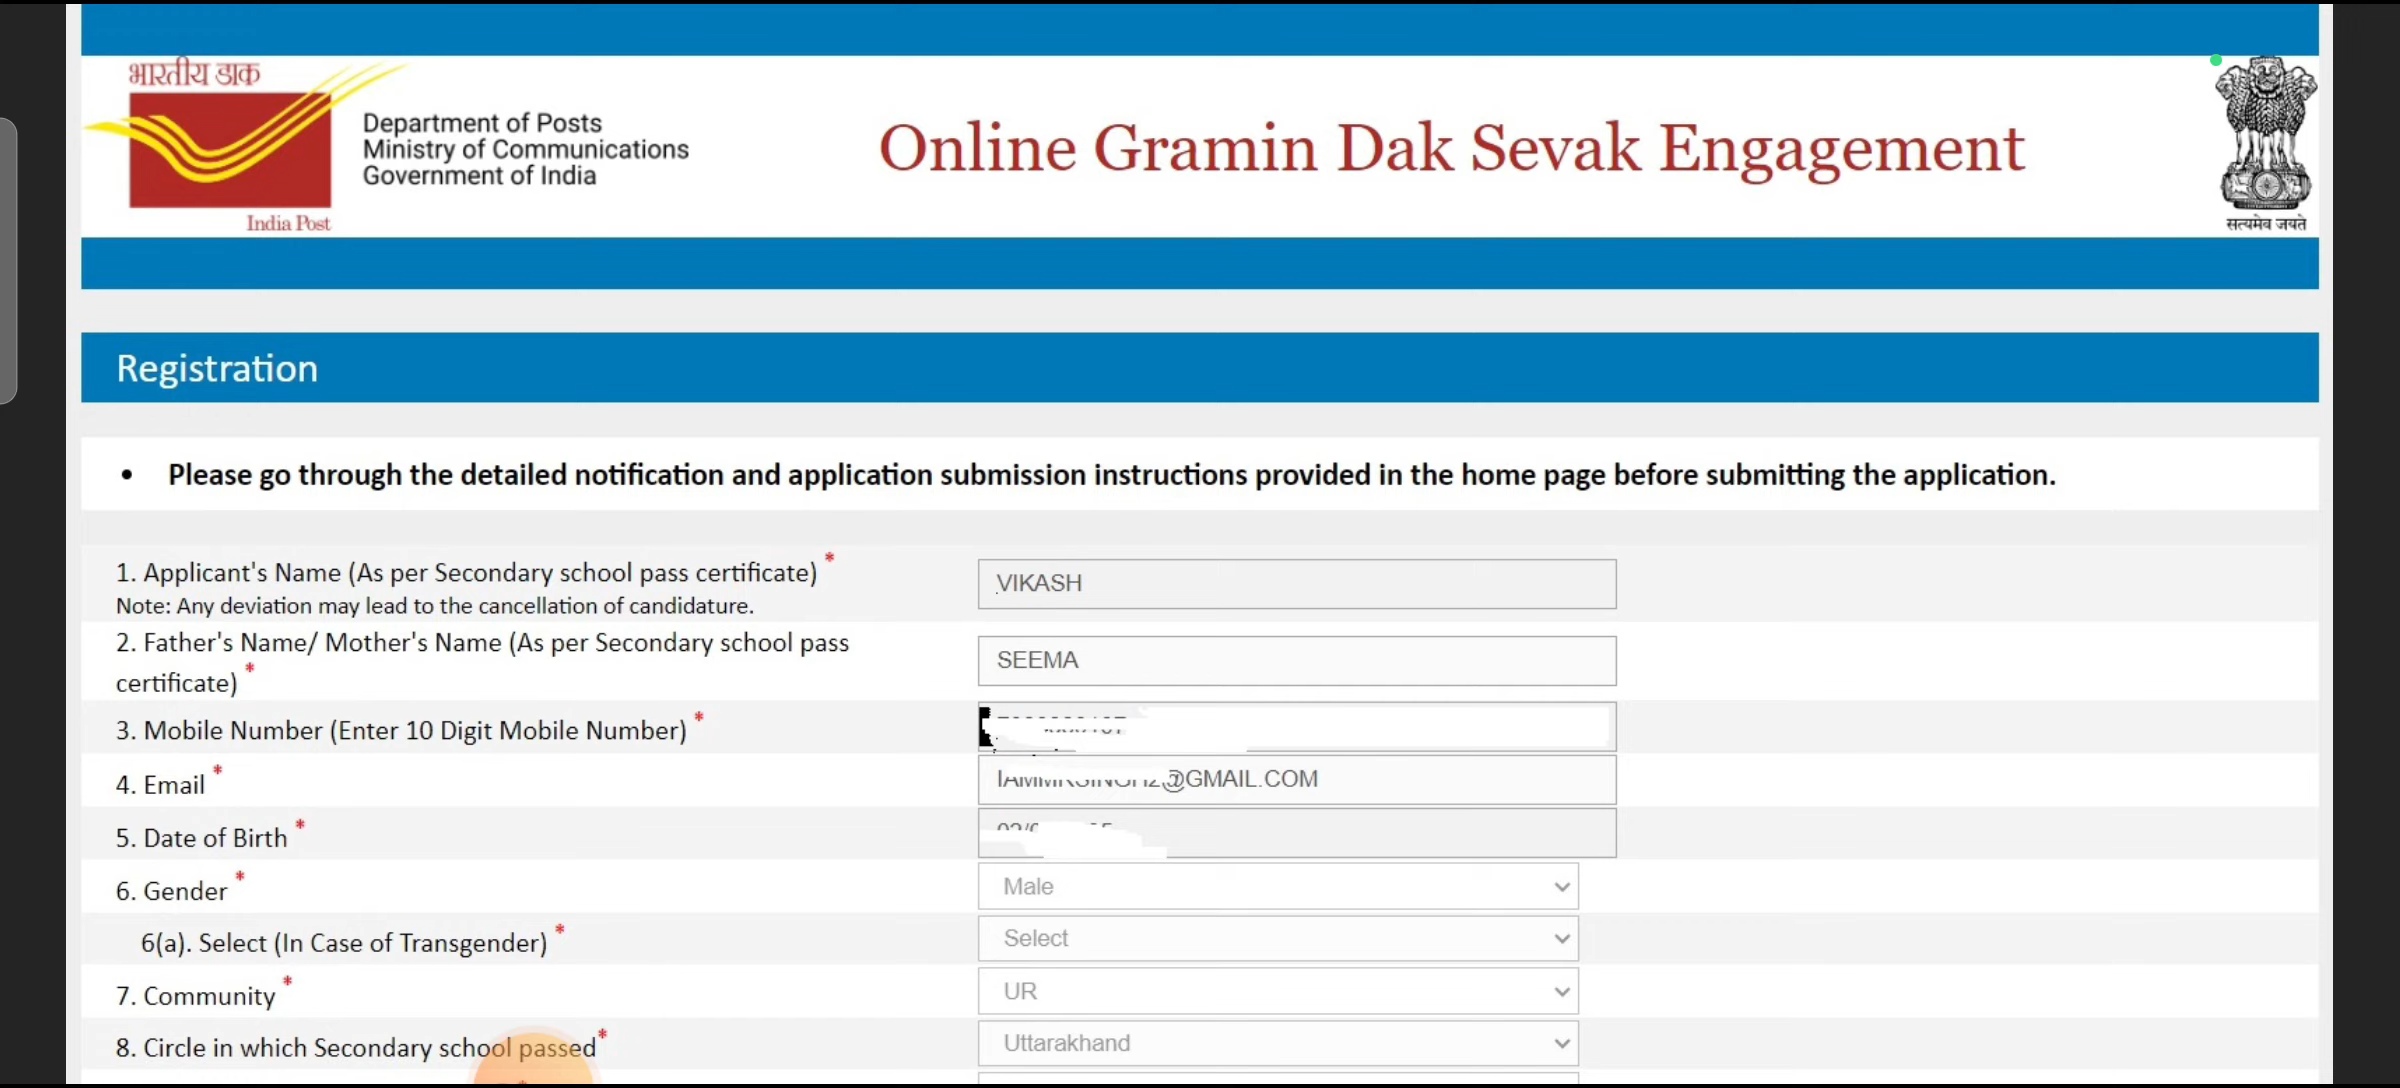 भारतीय डाक
India Post
Department of Posts
Ministry of Communications
Government of India
Online Gramin Dak Sevak Engagement
सत्यमेव जयते
Registration
• Please go through the detailed notification and application submission instructions provided in the home page before submitting the application.
1. Applicant's Name (As per Secondary school pass certificate) *
VIKASH
Note: Any deviation may lead to the cancellation of candidature.
2. Father's Name/ Mother's Name (As per Secondary school pass
certificate) *
SEEMA
3. Mobile Number (Enter 10 Digit Mobile Number) *
4. Email *
@GMAIL.COM
5. Date of Birth *
6. Gender *
Male
6(a). Select (In Case of Transgender) *
Select
7. Community *
UR
8. Circle in which Secondary school passed *
Uttarakhand